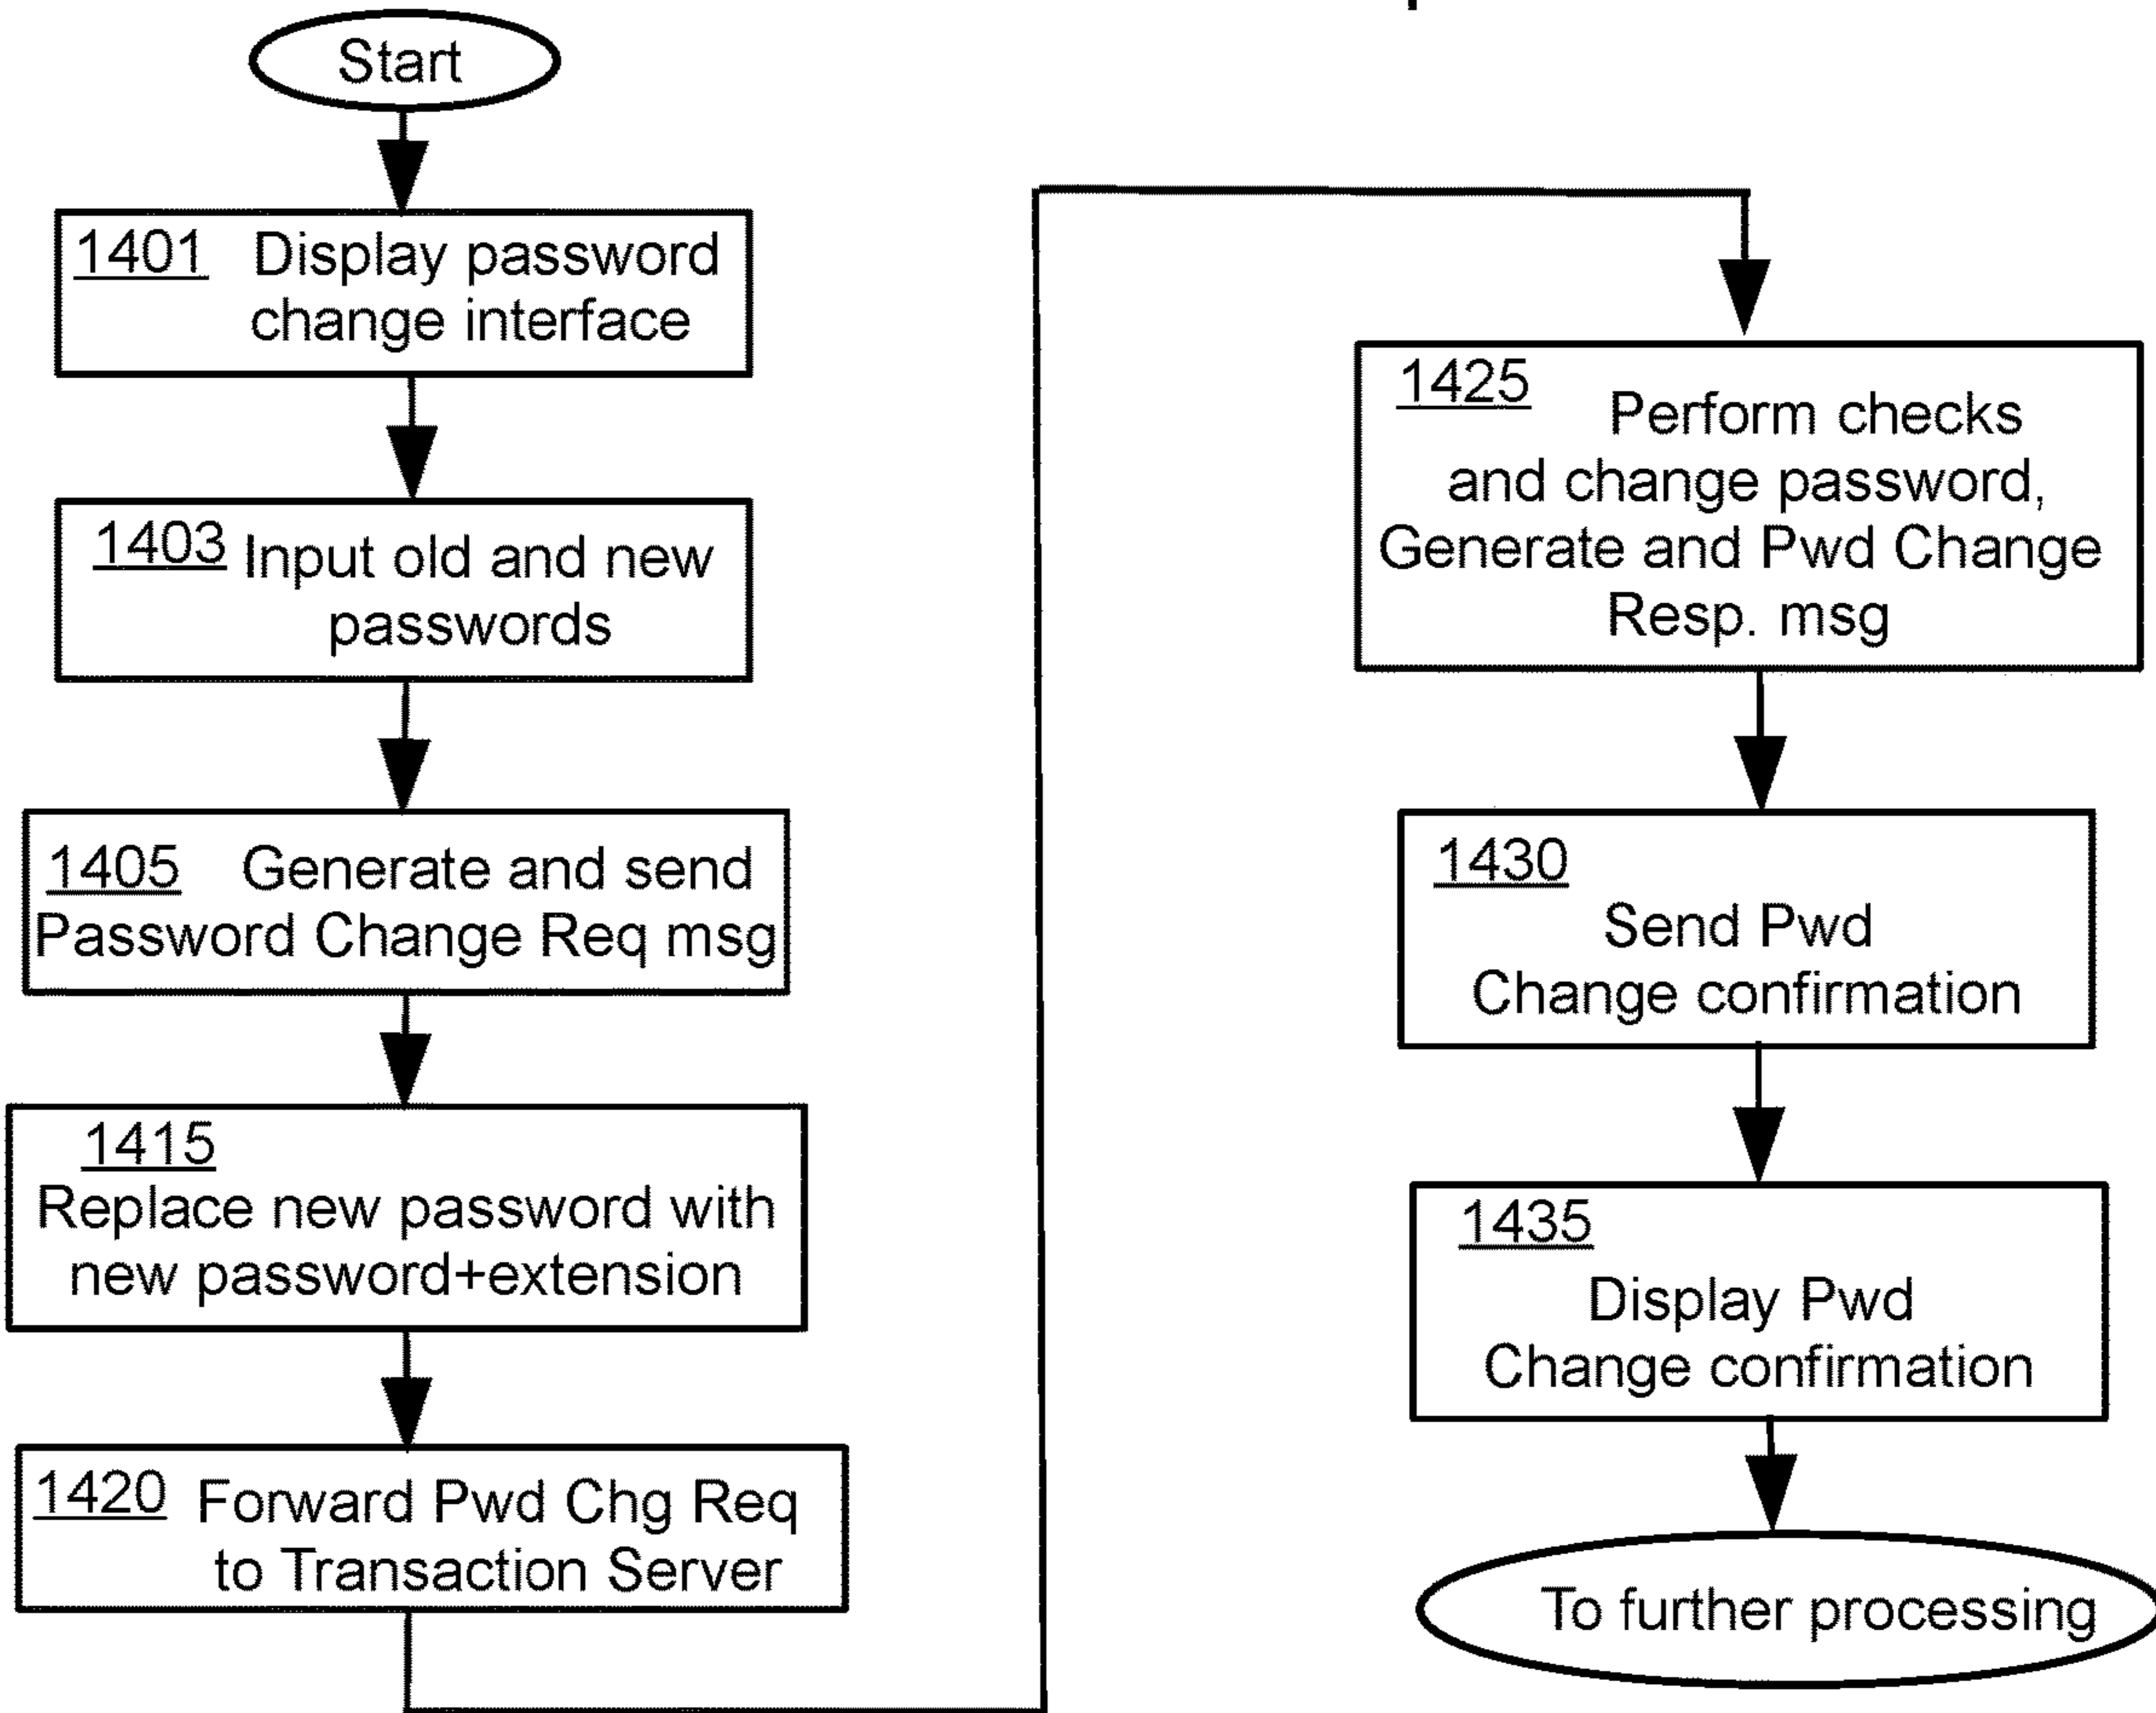 Start
1401 Display password
change interface
1403 Input old and new
passwords
1405 Generate and send
Password Change Req msg
1415
Replace new password with
new password+extension
1420 Forward Pwd Chg Req
to Transaction Server
1425 Perform checks
and change password,
Generate and Pwd Change
Resp. msg
1430
Send Pwd
Change confirmation
1435
Display Pwd
Change confirmation
To further processing